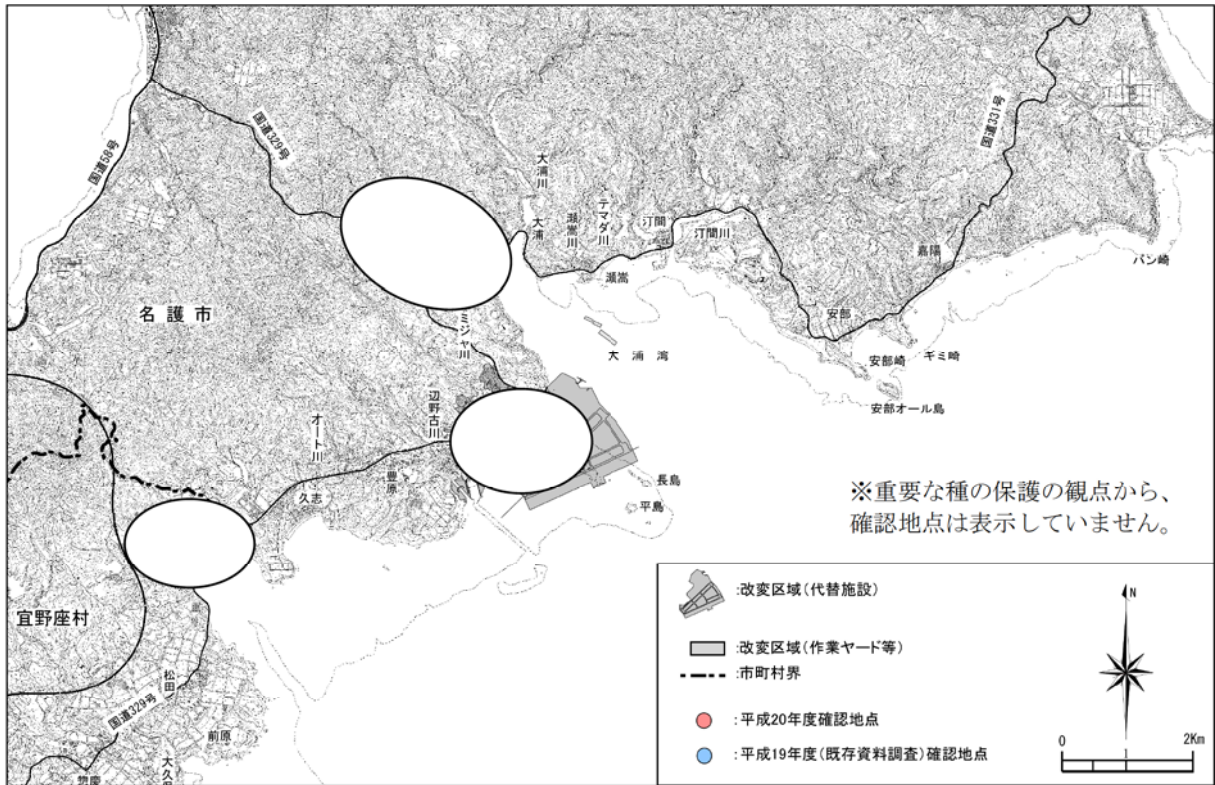 国道58号
国道329号
国道331号
大浦川
大浦
瀬嵩川
テマダ川
汀間
汀間川
瀬嵩
嘉陽
バン崎
名護市
ミジャ川
大浦湾
安部
安部崎
ギミ崎
安部オール島
辺野古川
オート川
久志
豊原
長島
平島
※重要な種の保護の観点から、
確認地点は表示していません。
宜野座村
松田
国道329号
前原
惣慶
:改変区域(代替施設)
:改変区域(作業ヤード等)
:市町村界
:平成20年度確認地点
:平成19年度(既存資料調査)確認地点
N
0 2Km